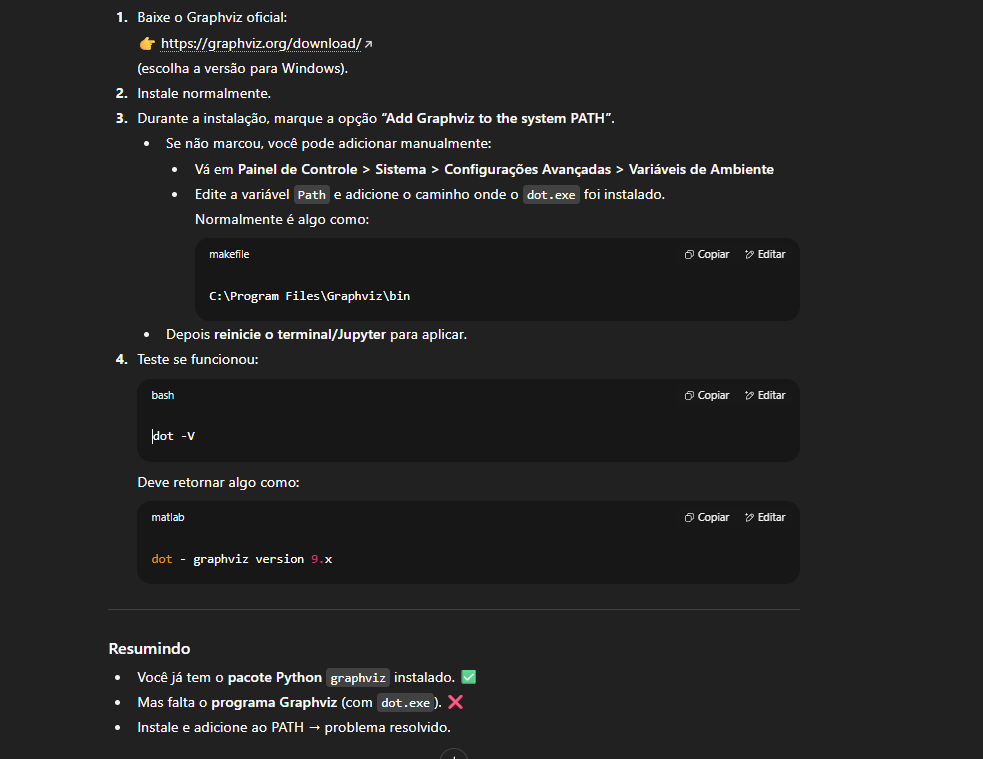 1. Baixe o Graphviz oficial:
👉 https://graphviz.org/download/↗
(escolha a versão para Windows).
2. Instale normalmente.
3. Durante a instalação, marque a opção “Add Graphviz to the system PATH”.
• Se não marcou, você pode adicionar manualmente:
• Vá em Painel de Controle > Sistema > Configurações Avançadas > Variáveis de Ambiente
• Edite a variável Path e adicione o caminho onde o dot.exe foi instalado.
Normalmente é algo como:
makefile Copiar Editar
C:\Program Files\Graphviz\bin
• Depois reinicie o terminal/Jupyter para aplicar.
4. Teste se funcionou:
bash Copiar Editar
dot -V
Deve retornar algo como:
matlab Copiar Editar
dot - graphviz version 9.x
Resumindo
• Você já tem o pacote Python graphviz instalado. ✅
• Mas falta o programa Graphviz (com dot.exe). ❌
• Instale e adicione ao PATH → problema resolvido.